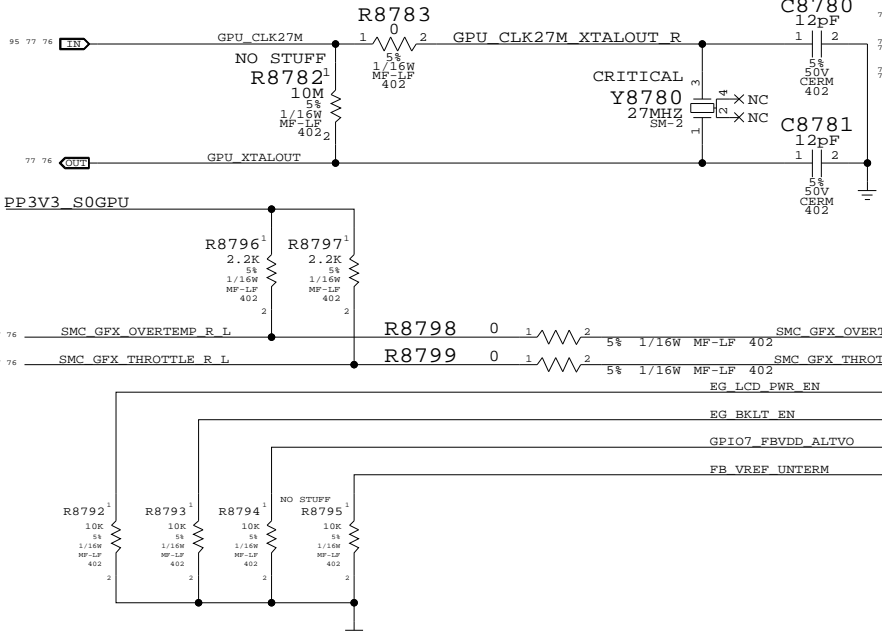 C8780
R8783
12pF
0
95 77 76 IN
GPU_CLK27M
1 2
GPU_CLK27M_XTALOUT_R
1 2
5%
1/16W
MF-LF
402
5%
50V
CERM
402
NO STUFF
R8782
1
10M
5%
1/16W
MF-LF
402
2
CRITICAL
Y8780
27MHZ
SM-2
3
4
2
1
NC
NC
C8781
12pF
1 2
5%
50V
CERM
402
77 76 OUT
GPU_XTALOUT
PP3V3_S0GPU
R8796
1
2.2K
5%
1/16W
MF-LF
402
2
R8797
1
2.2K
5%
1/16W
MF-LF
402
2
76
SMC_GFX_OVERTEMP_R_L
R8798 0
1 2
5% 1/16W MF-LF 402
SMC_GFX_OVERT
76
SMC_GFX_THROTTLE_R_L
R8799 0
1 2
5% 1/16W MF-LF 402
SMC_GFX_THROT
EG_LCD_PWR_EN
EG_BKLT_EN
GPIO7_FBVDD_ALTVO
FB_VREF_UNTERM
R8792
1
10K
5%
1/16W
MF-LF
402
2
R8793
1
10K
5%
1/16W
MF-LF
402
2
R8794
1
10K
5%
1/16W
MF-LF
402
2
NO STUFF
R8795
1
10K
5%
1/16W
MF-LF
402
2